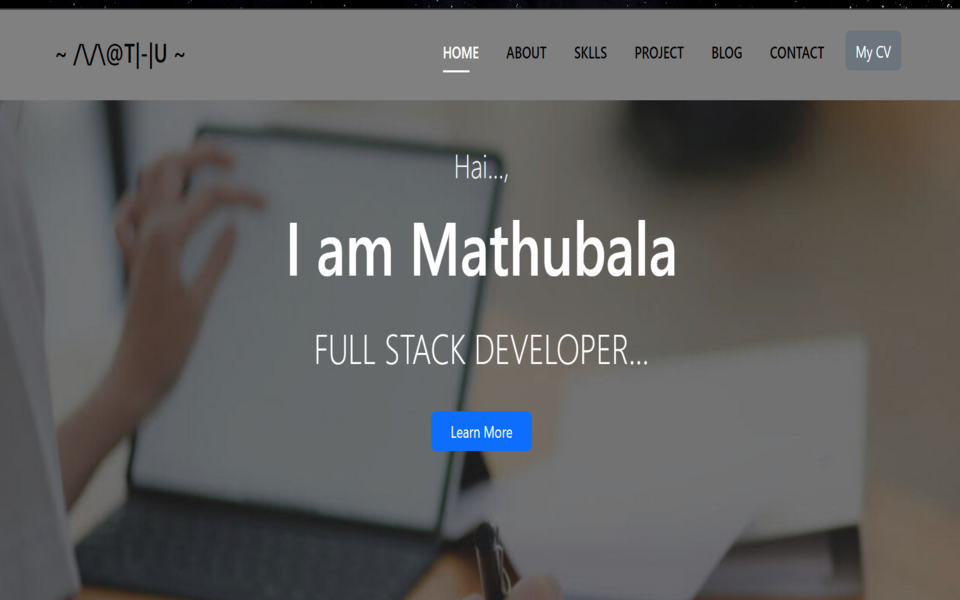 ~ /\/\@T|-|U ~
HOME ABOUT SKLLS PROJECT BLOG CONTACT My CV
Hai...,
I am Mathubala
FULL STACK DEVELOPER...
Learn More